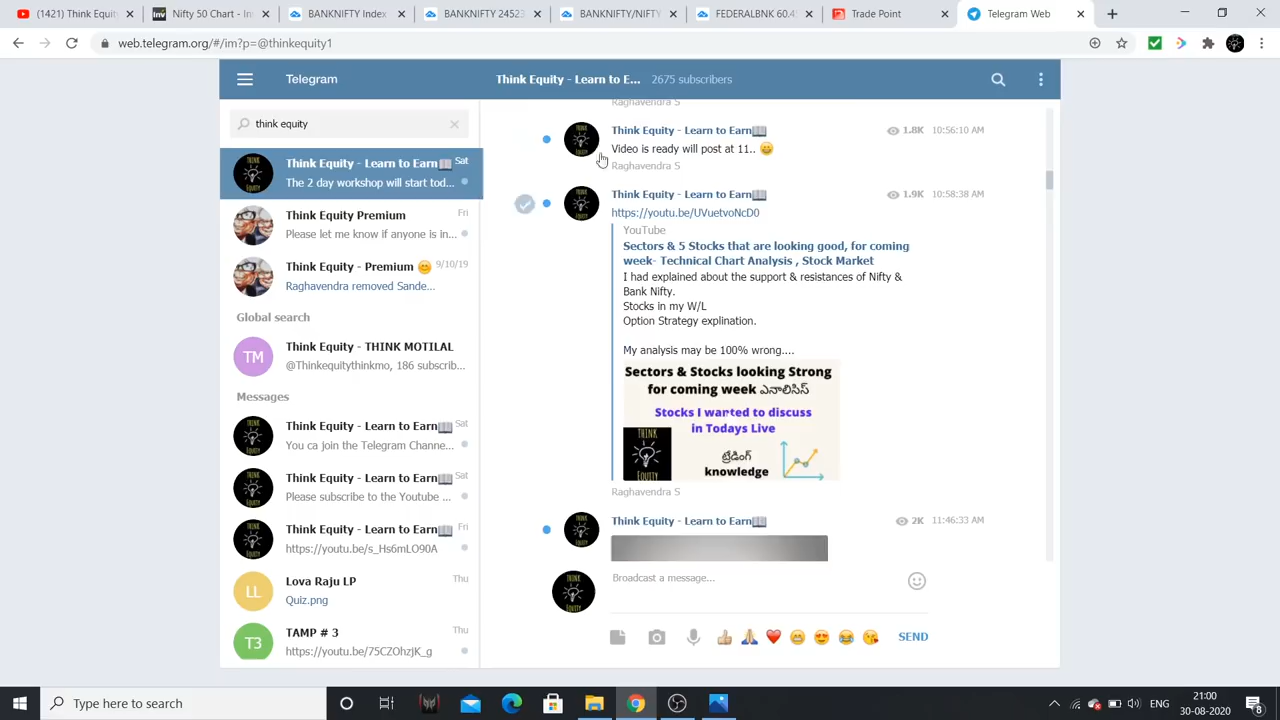 (1421) Think Equity
Nifty 50 Chart - In
BANKNIFTY Index
BANKNIFTY 24523
BANKNIFTY/NIFTY
FEDERALBNK 60.4
Trade Point
Telegram Web
web.telegram.org/#/im?p=@thinkequity1
Telegram
Think Equity - Learn to E... 2675 subscribers
think equity
Think Equity - Learn to Earn📖 Sat
The 2 day workshop will start tod...
Think Equity Premium Fri
Please let me know if anyone is in...
Think Equity - Premium 😊 9/10/19
Raghavendra removed Sande...
Global search
TM
Think Equity - THINK MOTILAL
@Thinkequitythinkmo, 186 subscrib...
Messages
Think Equity - Learn to Earn📖 Sat
You ca join the Telegram Channe...
Think Equity - Learn to Earn📖 Sat
Please subscribe to the Youtube ...
Think Equity - Learn to Earn📖 Fri
https://youtu.be/s_Hs6mLO90A
LL
Lova Raju LP Thu
Quiz.png
T3
TAMP # 3 Thu
https://youtu.be/75CZOhzjK_g
Raghavendra S
Think Equity - Learn to Earn📖 1.8K 10:56:10 AM
Video is ready will post at 11.. 😀
Raghavendra S
Think Equity - Learn to Earn📖 1.9K 10:58:38 AM
https://youtu.be/UVuetvoNcD0
YouTube
Sectors & 5 Stocks that are looking good, for coming
week- Technical Chart Analysis , Stock Market
I had explained about the support & resistances of Nifty &
Bank Nifty.
Stocks in my W/L
Option Strategy explination.
My analysis may be 100% wrong....
Sectors & Stocks looking Strong
for coming week ఎనాలిసిస్
Stocks I wanted to discuss
in Todays Live
THINK
EQUITY
ట్రేడింగ్
knowledge
Raghavendra S
Think Equity - Learn to Earn📖 2K 11:46:33 AM
Broadcast a message...
SEND
Type here to search
ENG
21:00
30-08-2020
8